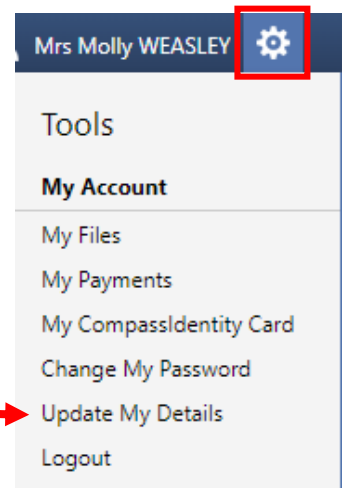 Mrs Molly WEASLEY
Tools
My Account
My Files
My Payments
My CompassIdentity Card
Change My Password
Update My Details
Logout